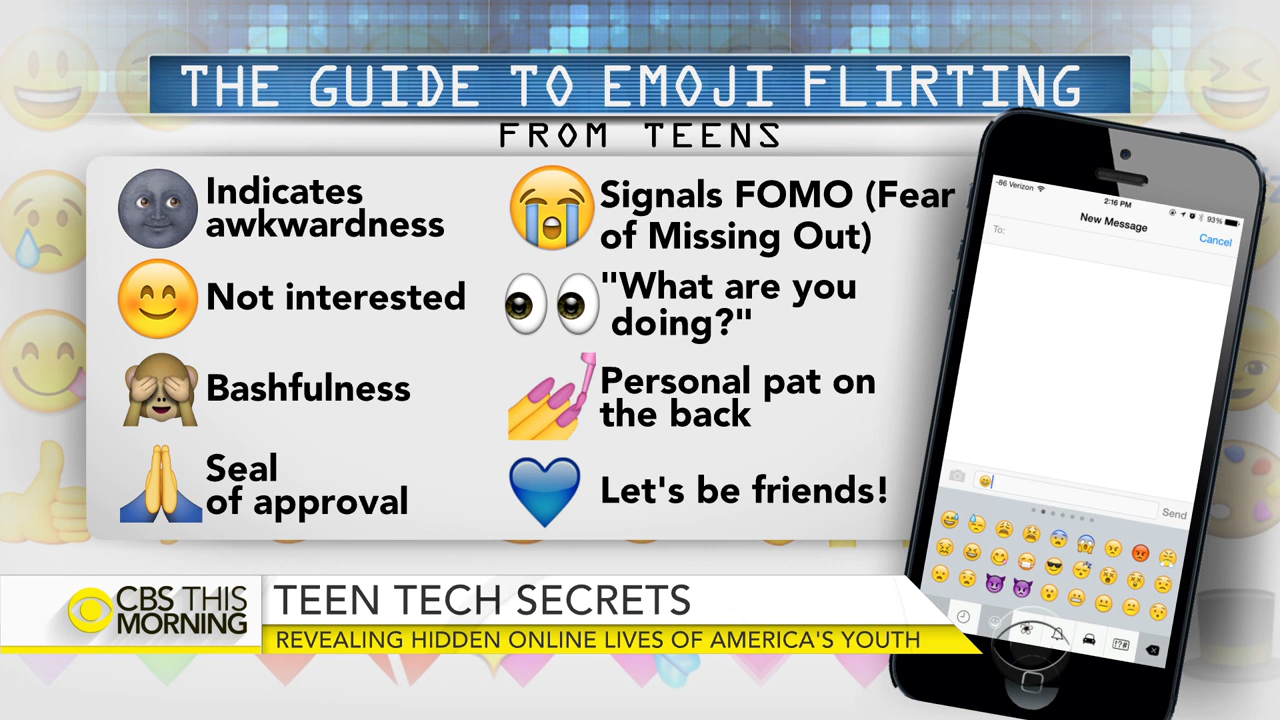 THE GUIDE TO EMOJI FLIRTING
FROM TEENS
Indicates
awkwardness
Not interested
Bashfulness
Seal
of approval
Signals FOMO (Fear
of Missing Out)
"What are you
doing?"
Personal pat on
the back
Let's be friends!
-86 Verizon
2:16 PM
93%
New Message
Cancel
To:
Send
!?#
CBS THIS
MORNING
TEEN TECH SECRETS
REVEALING HIDDEN ONLINE LIVES OF AMERICA'S YOUTH